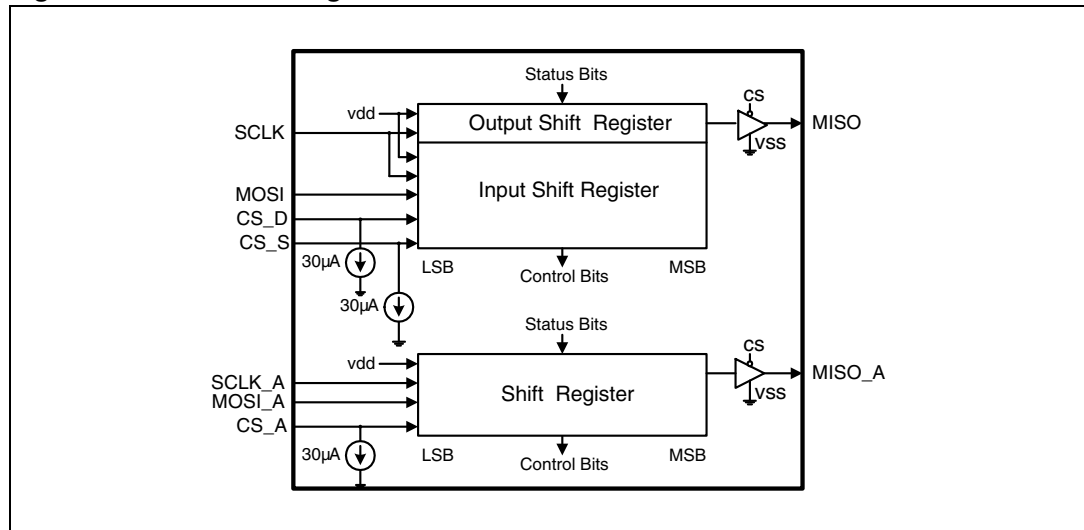 Status Bits
CS
vdd
Output Shift Register
MISO
SCLK
VSS
Input Shift Register
MOSI
CS_D
CS_S
30µA
LSB
Control Bits
MSB
30µA
Status Bits
CS
vdd
MISO_A
SCLK_A
Shift Register
VSS
MOSI_A
CS_A
30µA
LSB
Control Bits
MSB